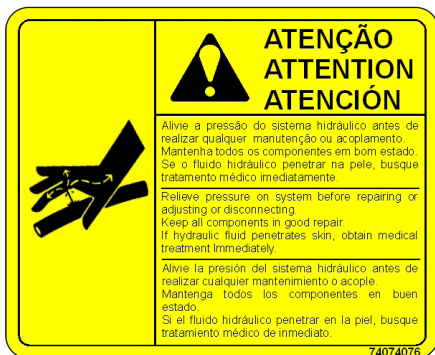 ATENÇÃO
ATTENTION
ATENCIÓN
Alivie a pressão do sistema hidráulico antes de
realizar qualquer manutenção ou acoplamento.
Mantenha todos os componentes em bom estado.
Se o fluido hidráulico penetrar na pele, busque
tratamento médico imediatamente.
Relieve pressure on system before repairing or
adjusting or disconnecting.
Keep all components in good repair.
If hydraulic fluid penetrates skin, obtain medical
treatment Immediately.
Alivie la presión del sistema hidráulico antes de
realizar cualquier mantenimiento o acople.
Mantenga todos los componentes en buen
estado.
Si el fluido hidráulico penetrar en la piel, busque
tratamiento médico de inmediato.
74074076